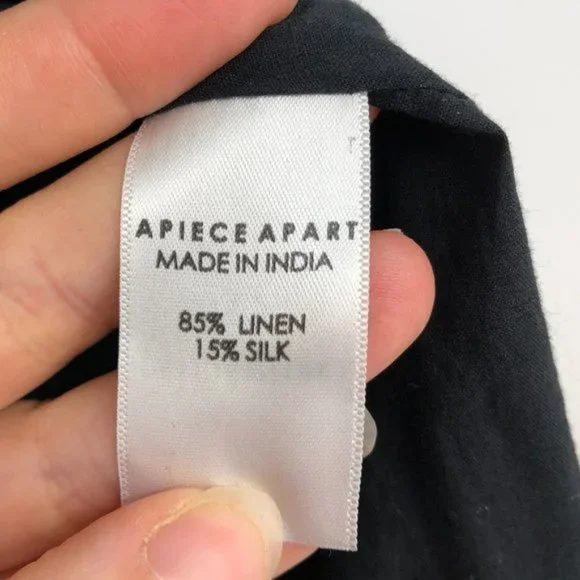 APIECE APART
MADE IN INDIA
85% LINEN
15% SILK